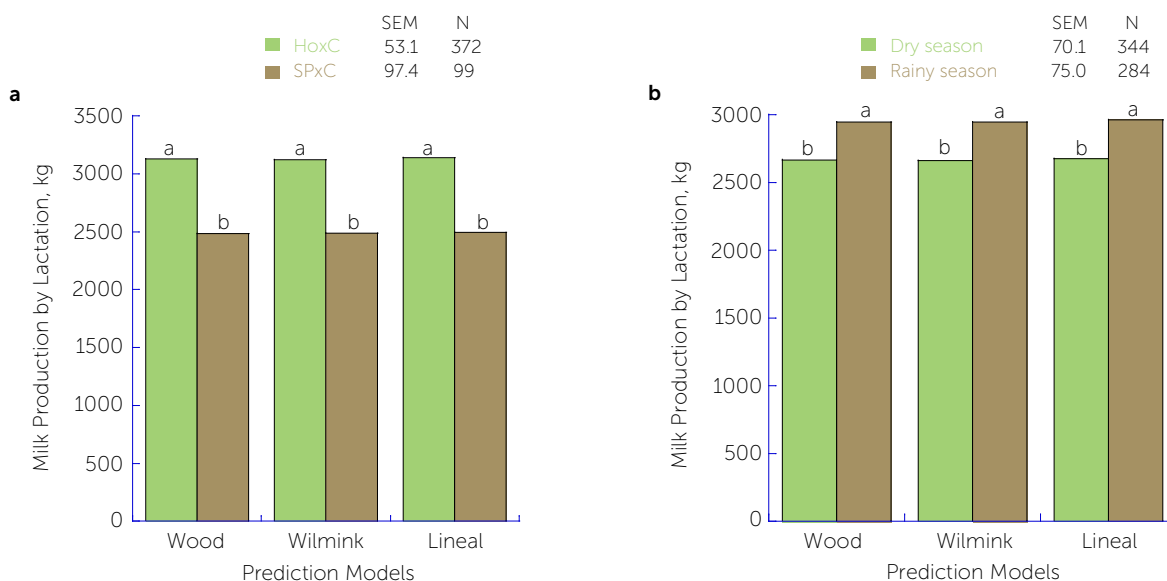 SEM N
HoxC 53.1 372
SPxC 97.4 99
a
3500
3000
2500
2000
1500
1000
500
0
Milk Production by Lactation, kg
a a a
b b b
Wood Wilmink Lineal
Prediction Models
SEM N
Dry season 70.1 344
Rainy season 75.0 284
b
3000
2500
2000
1500
1000
500
0
Milk Production by Lactation, kg
a a a
b b b
Wood Wilmink Lineal
Prediction Models